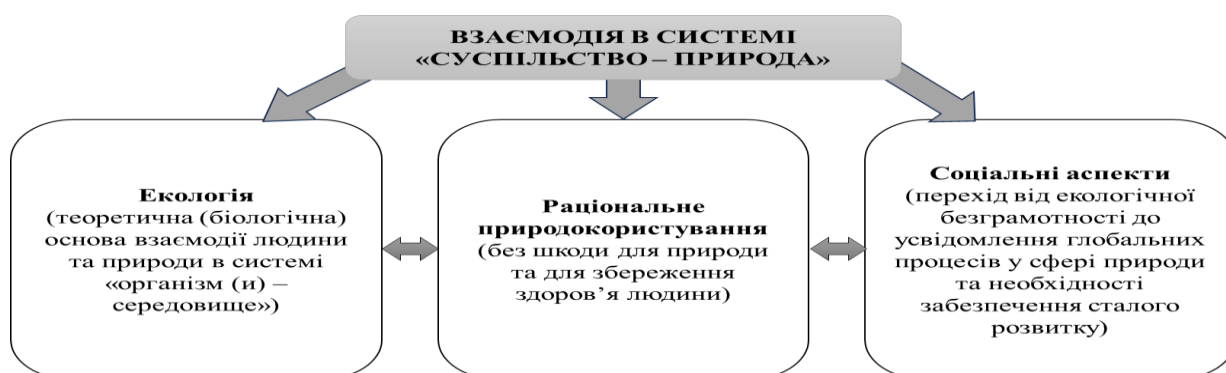 ВЗАЄМОДІЯ В СИСТЕМІ
«СУСПІЛЬСТВО – ПРИРОДА»
Екологія
(теоретична (біологічна)
основа взаємодії людини
та природи в системі
«організм (и) –
середовище»)
Раціональне
природокористування
(без шкоди для природи
та для збереження
здоров’я людини)
Соціальні аспекти
(перехід від екологічної
безграмотності до
усвідомлення глобальних
процесів у сфері природи
та необхідності
забезпечення сталого
розвитку)